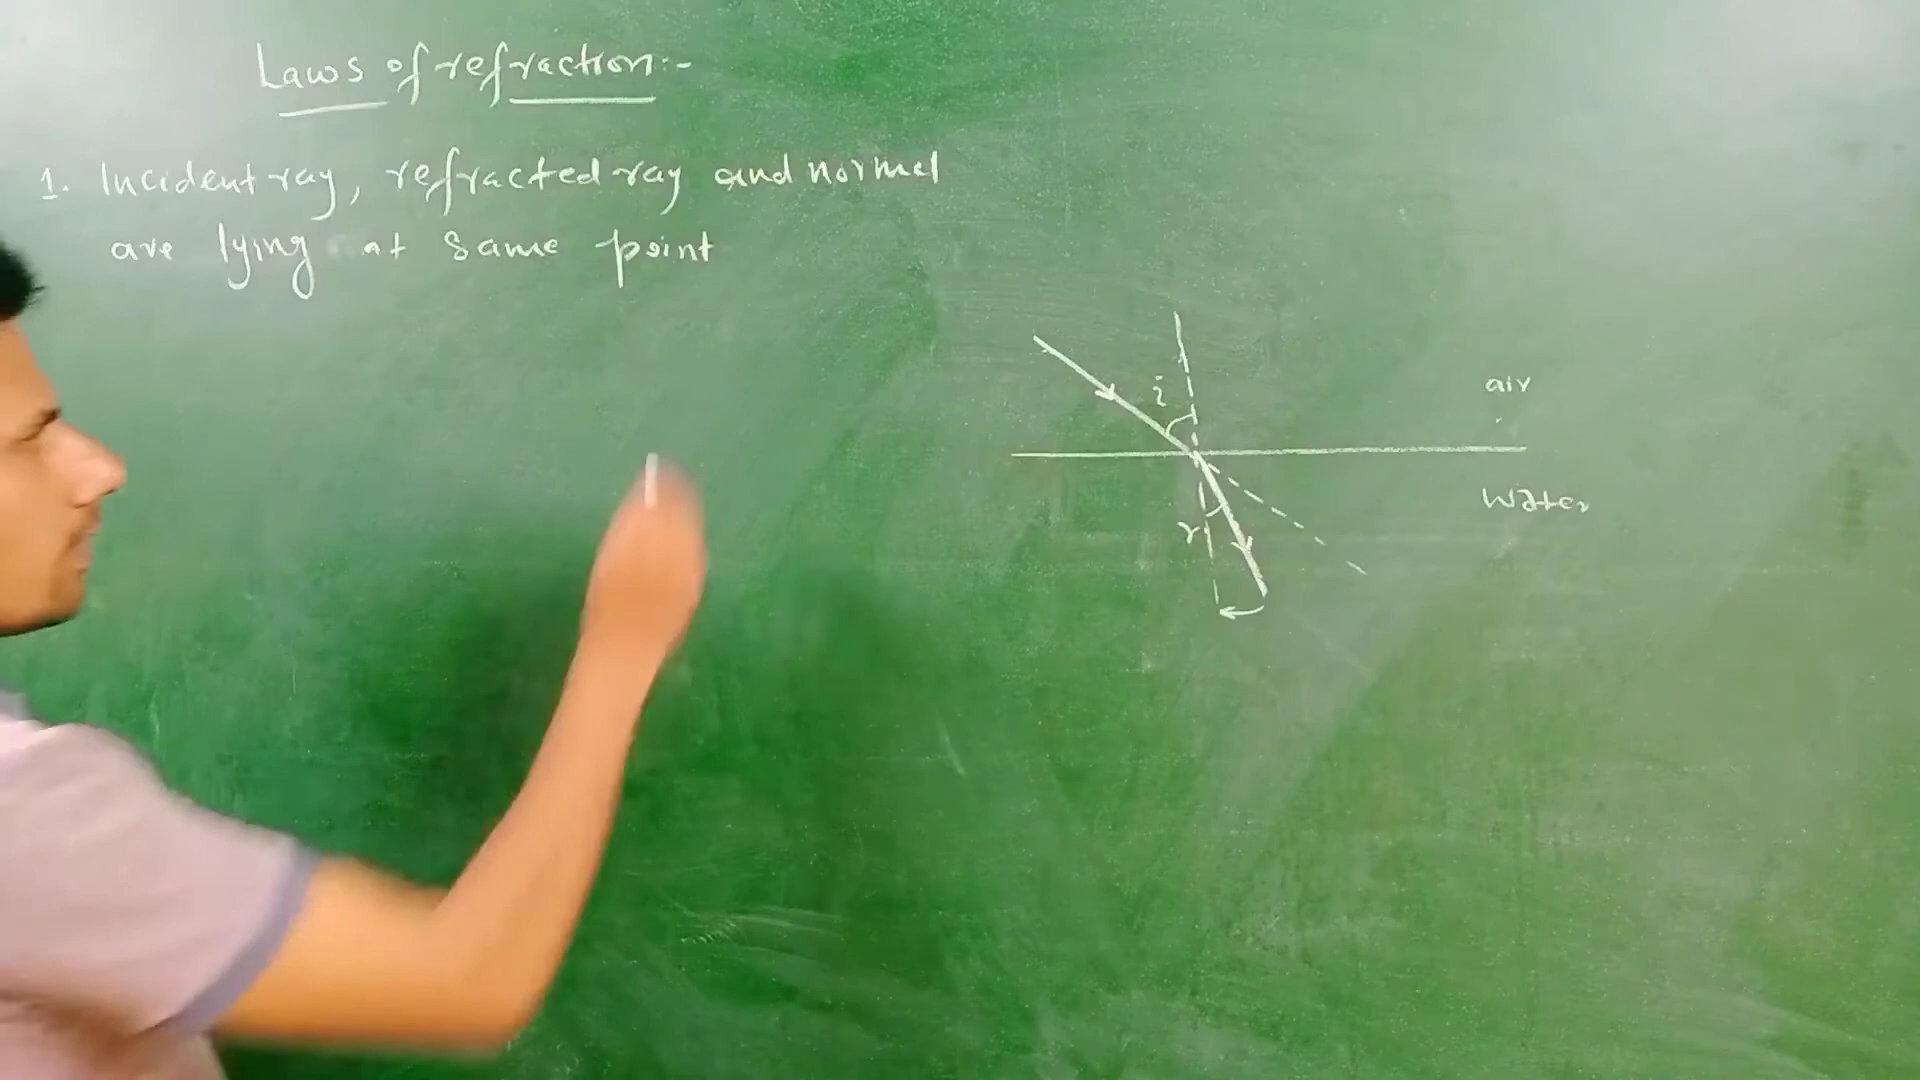 Laws of refraction:-
1. Incident ray, refracted ray and normal
are lying at same point
i
air
water
r